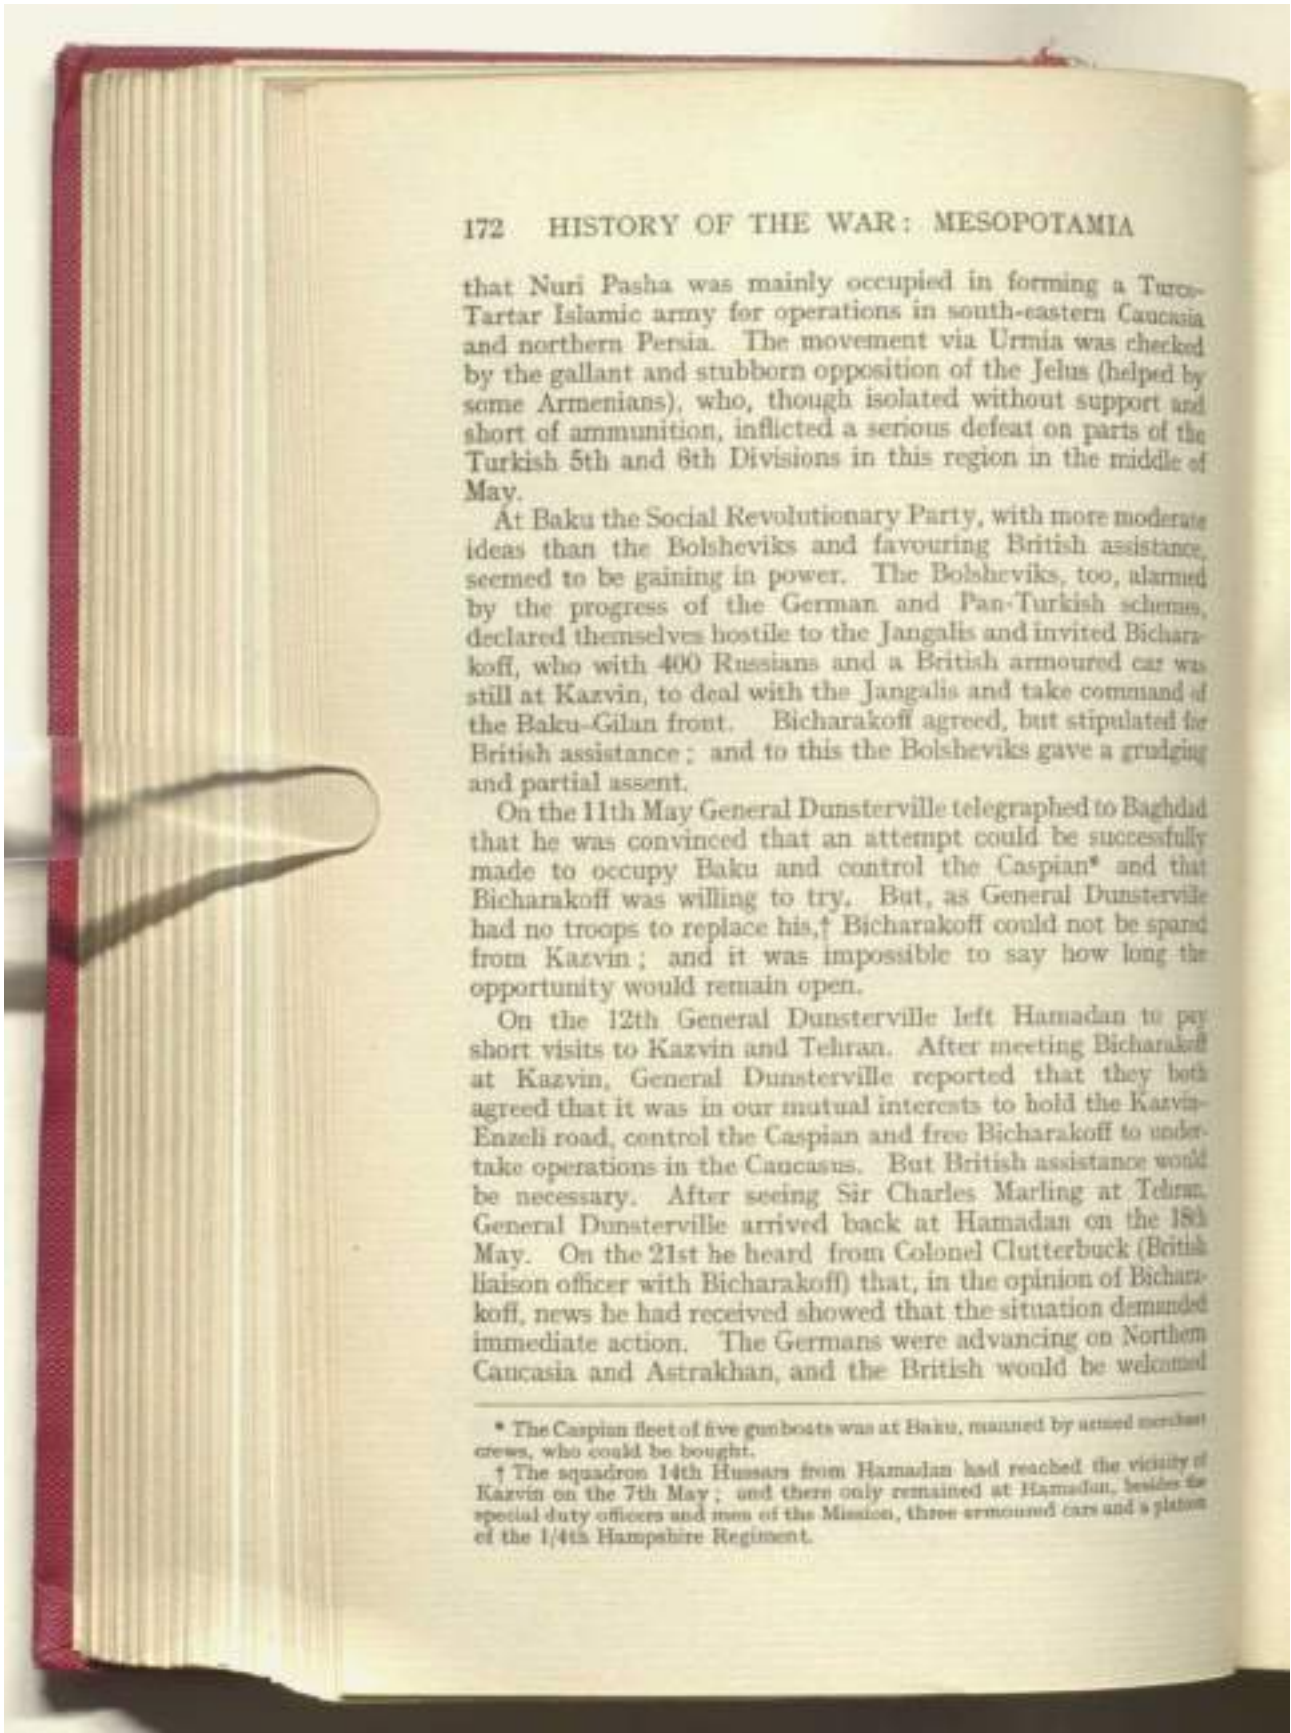 172 HISTORY OF THE WAR: MESOPOTAMIA
that Nuri Pasha was mainly occupied in forming a Turco-
Tartar Islamic army for operations in south-eastern Caucasia
and northern Persia. The movement via Urmia was checked
by the gallant and stubborn opposition of the Jelus (helped by
some Armenians), who, though isolated without support and
short of ammunition, inflicted a serious defeat on parts of the
Turkish 5th and 6th Divisions in this region in the middle of
May.
At Baku the Social Revolutionary Party, with more moderate
ideas than the Bolsheviks and favouring British assistance,
seemed to be gaining in power. The Bolsheviks, too, alarmed
by the progress of the German and Pan-Turkish schemes,
declared themselves hostile to the Jangalis and invited Bichara-
koff, who with 400 Russians and a British armoured car was
still at Kazvin, to deal with the Jangalis and take command of
the Baku–Gilan front. Bicharakoff agreed, but stipulated for
British assistance; and to this the Bolsheviks gave a grudging
and partial assent.
On the 11th May General Dunsterville telegraphed to Baghdad
that he was convinced that an attempt could be successfully
made to occupy Baku and control the Caspian* and that
Bicharakoff was willing to try. But, as General Dunsterville
had no troops to replace his,† Bicharakoff could not be spared
from Kazvin; and it was impossible to say how long the
opportunity would remain open.
On the 12th General Dunsterville left Hamadan to pay
short visits to Kazvin and Tehran. After meeting Bicharakoff
at Kazvin, General Dunsterville reported that they both
agreed that it was in our mutual interests to hold the Kazvin–
Enzeli road, control the Caspian and free Bicharakoff to under-
take operations in the Caucasus. But British assistance would
be necessary. After seeing Sir Charles Marling at Tehran,
General Dunsterville arrived back at Hamadan on the 18th
May. On the 21st he heard from Colonel Clutterbuck (British
liaison officer with Bicharakoff) that, in the opinion of Bichara-
koff, news he had received showed that the situation demanded
immediate action. The Germans were advancing on Northern
Caucasia and Astrakhan, and the British would be welcomed
* The Caspian fleet of five gunboats was at Baku, manned by armed merchant
crews, who could be bought.
† The squadron 14th Hussars from Hamadan had reached the vicinity of
Kazvin on the 7th May; and there only remained at Hamadan, besides the
special duty officers and men of the Mission, three armoured cars and a platoon
of the 1/4th Hampshire Regiment.